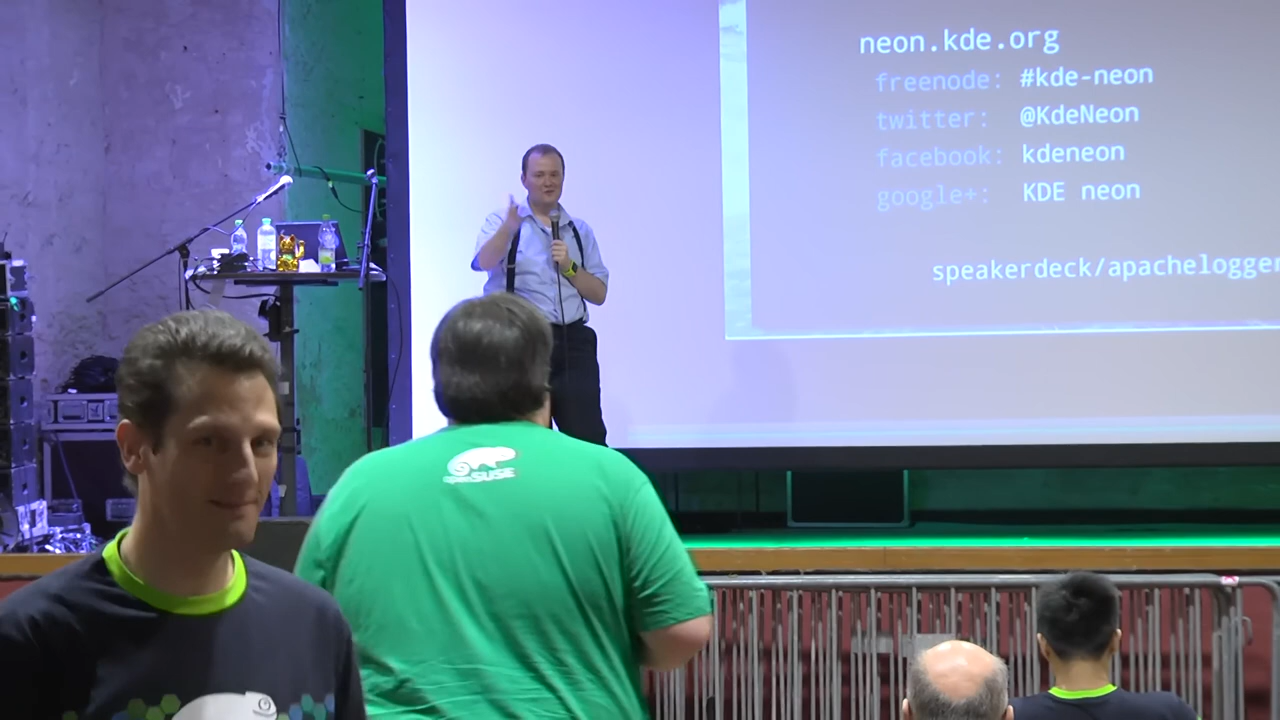 neon.kde.org
freenode: #kde-neon
twitter: @KdeNeon
facebook: kdeneon
google+: KDE neon
speakerdeck/apachelogger
openSUSE